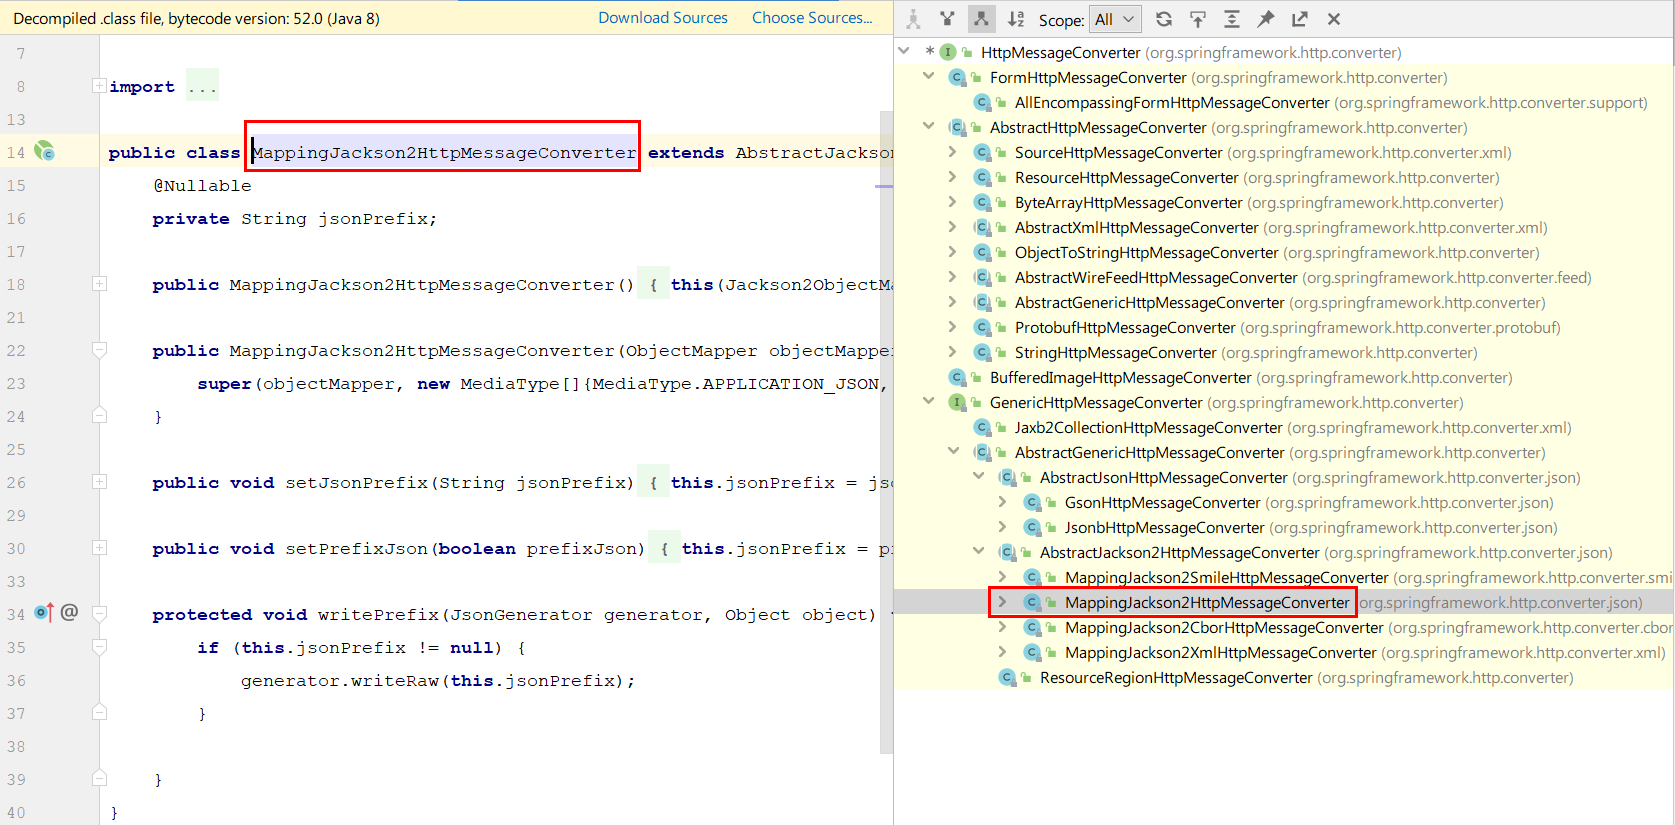 Decompiled .class file, bytecode version: 52.0 (Java 8) Download Sources Choose Sources...
7
8 import ...
13
14 public class MappingJackson2HttpMessageConverter extends AbstractJackson
15 @Nullable
16 private String jsonPrefix;
17
18 public MappingJackson2HttpMessageConverter() { this(Jackson2ObjectMa
21
22 public MappingJackson2HttpMessageConverter(ObjectMapper objectMapper
23 super(objectMapper, new MediaType[]{MediaType.APPLICATION_JSON,
24 }
25
26 public void setJsonPrefix(String jsonPrefix) { this.jsonPrefix = jso
29
30 public void setPrefixJson(boolean prefixJson) { this.jsonPrefix = p
33
34 @ protected void writePrefix(JsonGenerator generator, Object object)
35 if (this.jsonPrefix != null) {
36 generator.writeRaw(this.jsonPrefix);
37 }
38
39 }
40 }
Scope: All
* I HttpMessageConverter (org.springframework.http.converter)
C FormHttpMessageConverter (org.springframework.http.converter)
C AllEncompassingFormHttpMessageConverter (org.springframework.http.converter.support)
C AbstractHttpMessageConverter (org.springframework.http.converter)
C SourceHttpMessageConverter (org.springframework.http.converter.xml)
C ResourceHttpMessageConverter (org.springframework.http.converter)
C ByteArrayHttpMessageConverter (org.springframework.http.converter)
C AbstractXmlHttpMessageConverter (org.springframework.http.converter.xml)
C ObjectToStringHttpMessageConverter (org.springframework.http.converter)
C AbstractWireFeedHttpMessageConverter (org.springframework.http.converter.feed)
C AbstractGenericHttpMessageConverter (org.springframework.http.converter)
C ProtobufHttpMessageConverter (org.springframework.http.converter.protobuf)
C StringHttpMessageConverter (org.springframework.http.converter)
C BufferedImageHttpMessageConverter (org.springframework.http.converter)
I GenericHttpMessageConverter (org.springframework.http.converter)
C Jaxb2CollectionHttpMessageConverter (org.springframework.http.converter.xml)
C AbstractGenericHttpMessageConverter (org.springframework.http.converter)
C AbstractJsonHttpMessageConverter (org.springframework.http.converter.json)
C GsonHttpMessageConverter (org.springframework.http.converter.json)
C JsonbHttpMessageConverter (org.springframework.http.converter.json)
C AbstractJackson2HttpMessageConverter (org.springframework.http.converter.json)
C MappingJackson2SmileHttpMessageConverter (org.springframework.http.converter.smi
C MappingJackson2HttpMessageConverter org.springframework.http.converter.json)
C MappingJackson2CborHttpMessageConverter (org.springframework.http.converter.cbor
C MappingJackson2XmlHttpMessageConverter (org.springframework.http.converter.xml)
C ResourceRegionHttpMessageConverter (org.springframework.http.converter)